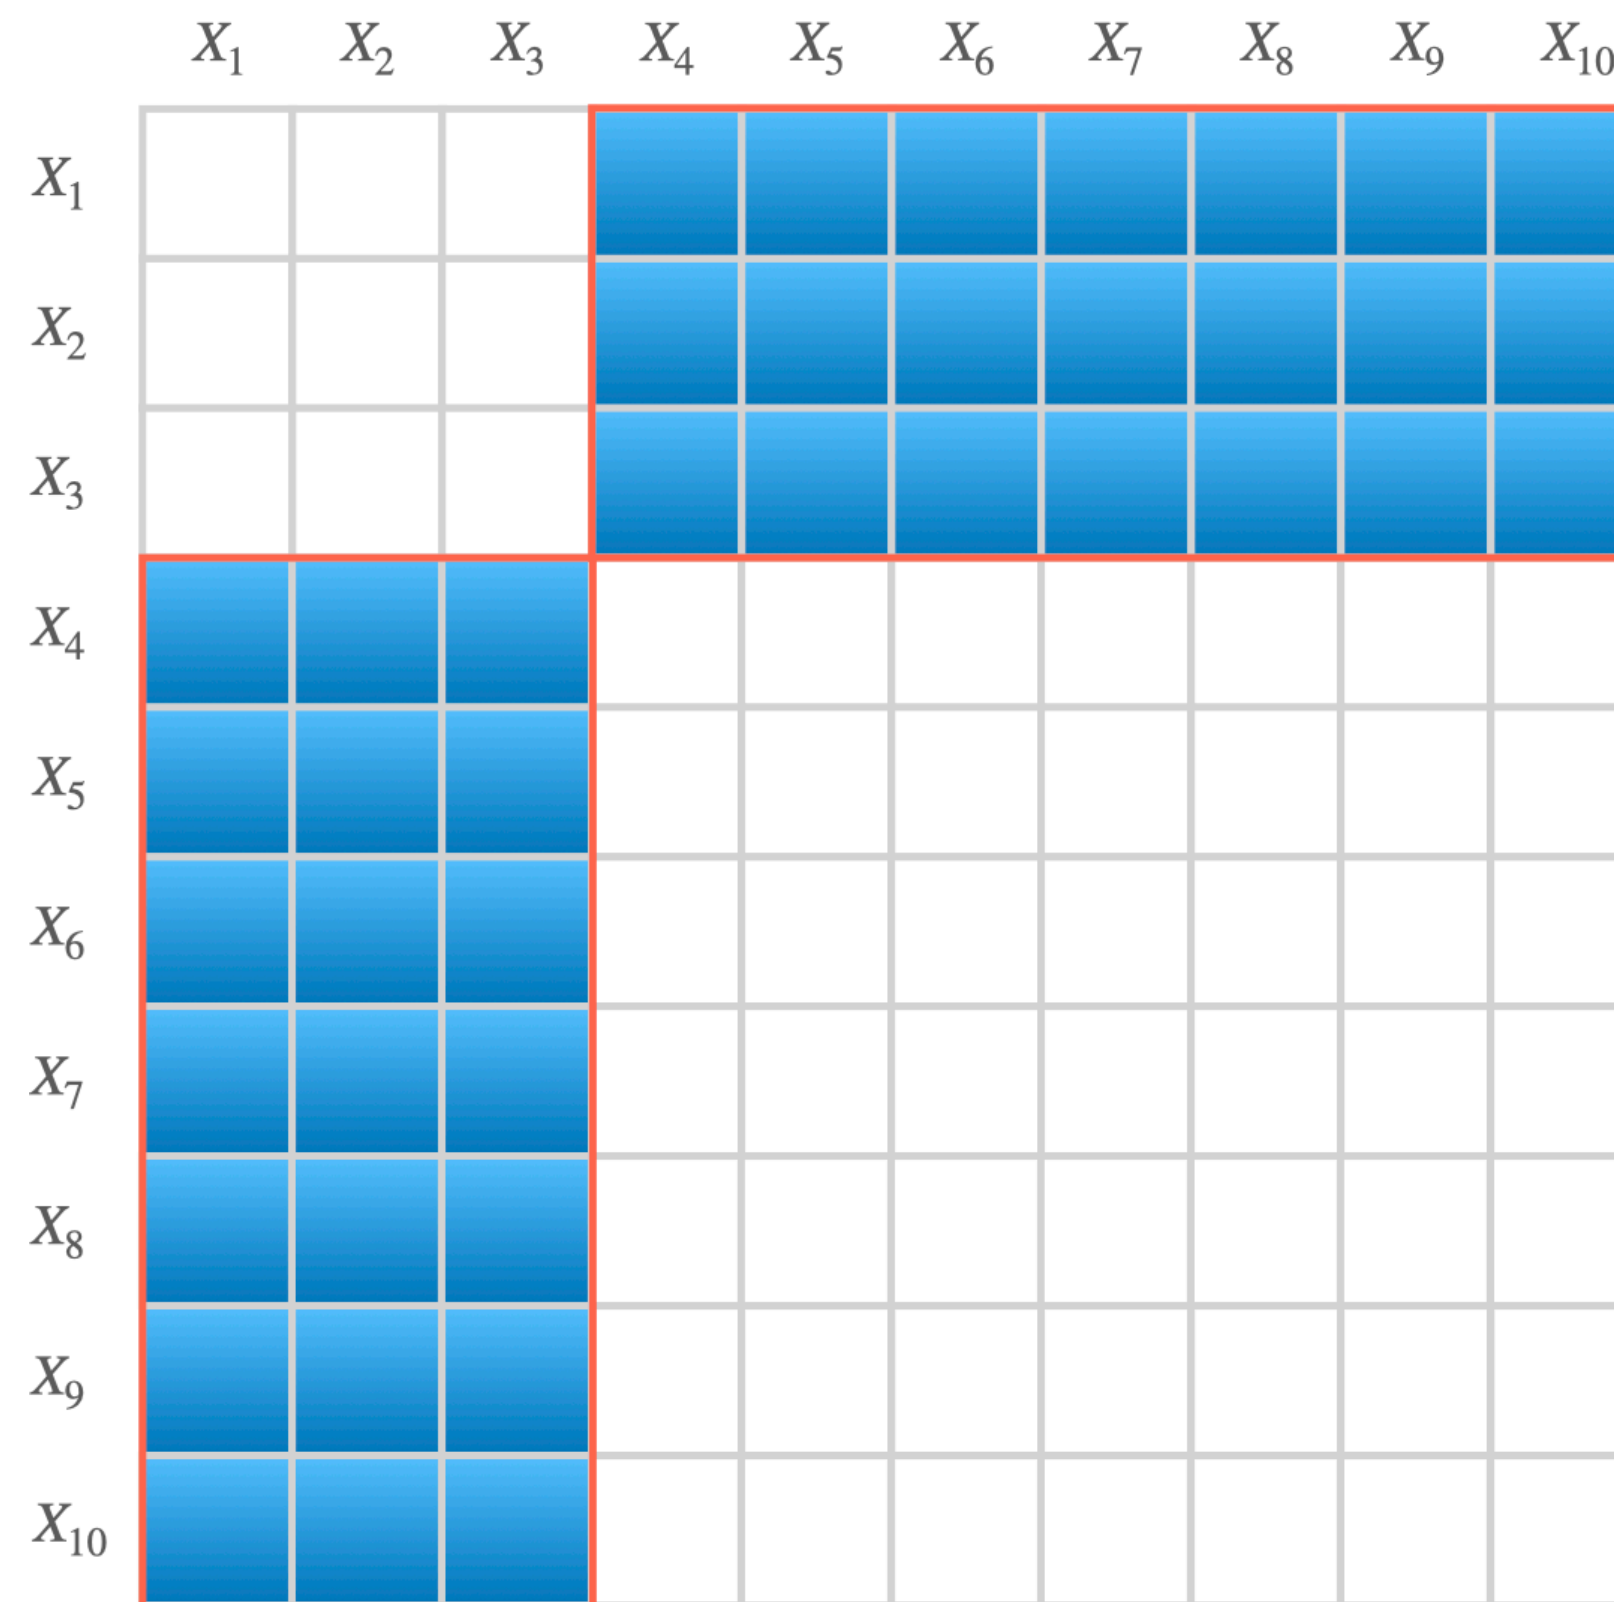 X₁ X₂ X₃ X₄ X₅ X₆ X₇ X₈ X₉ X₁₀
X₁
X₂
X₃
X₄
X₅
X₆
X₇
X₈
X₉
X₁₀